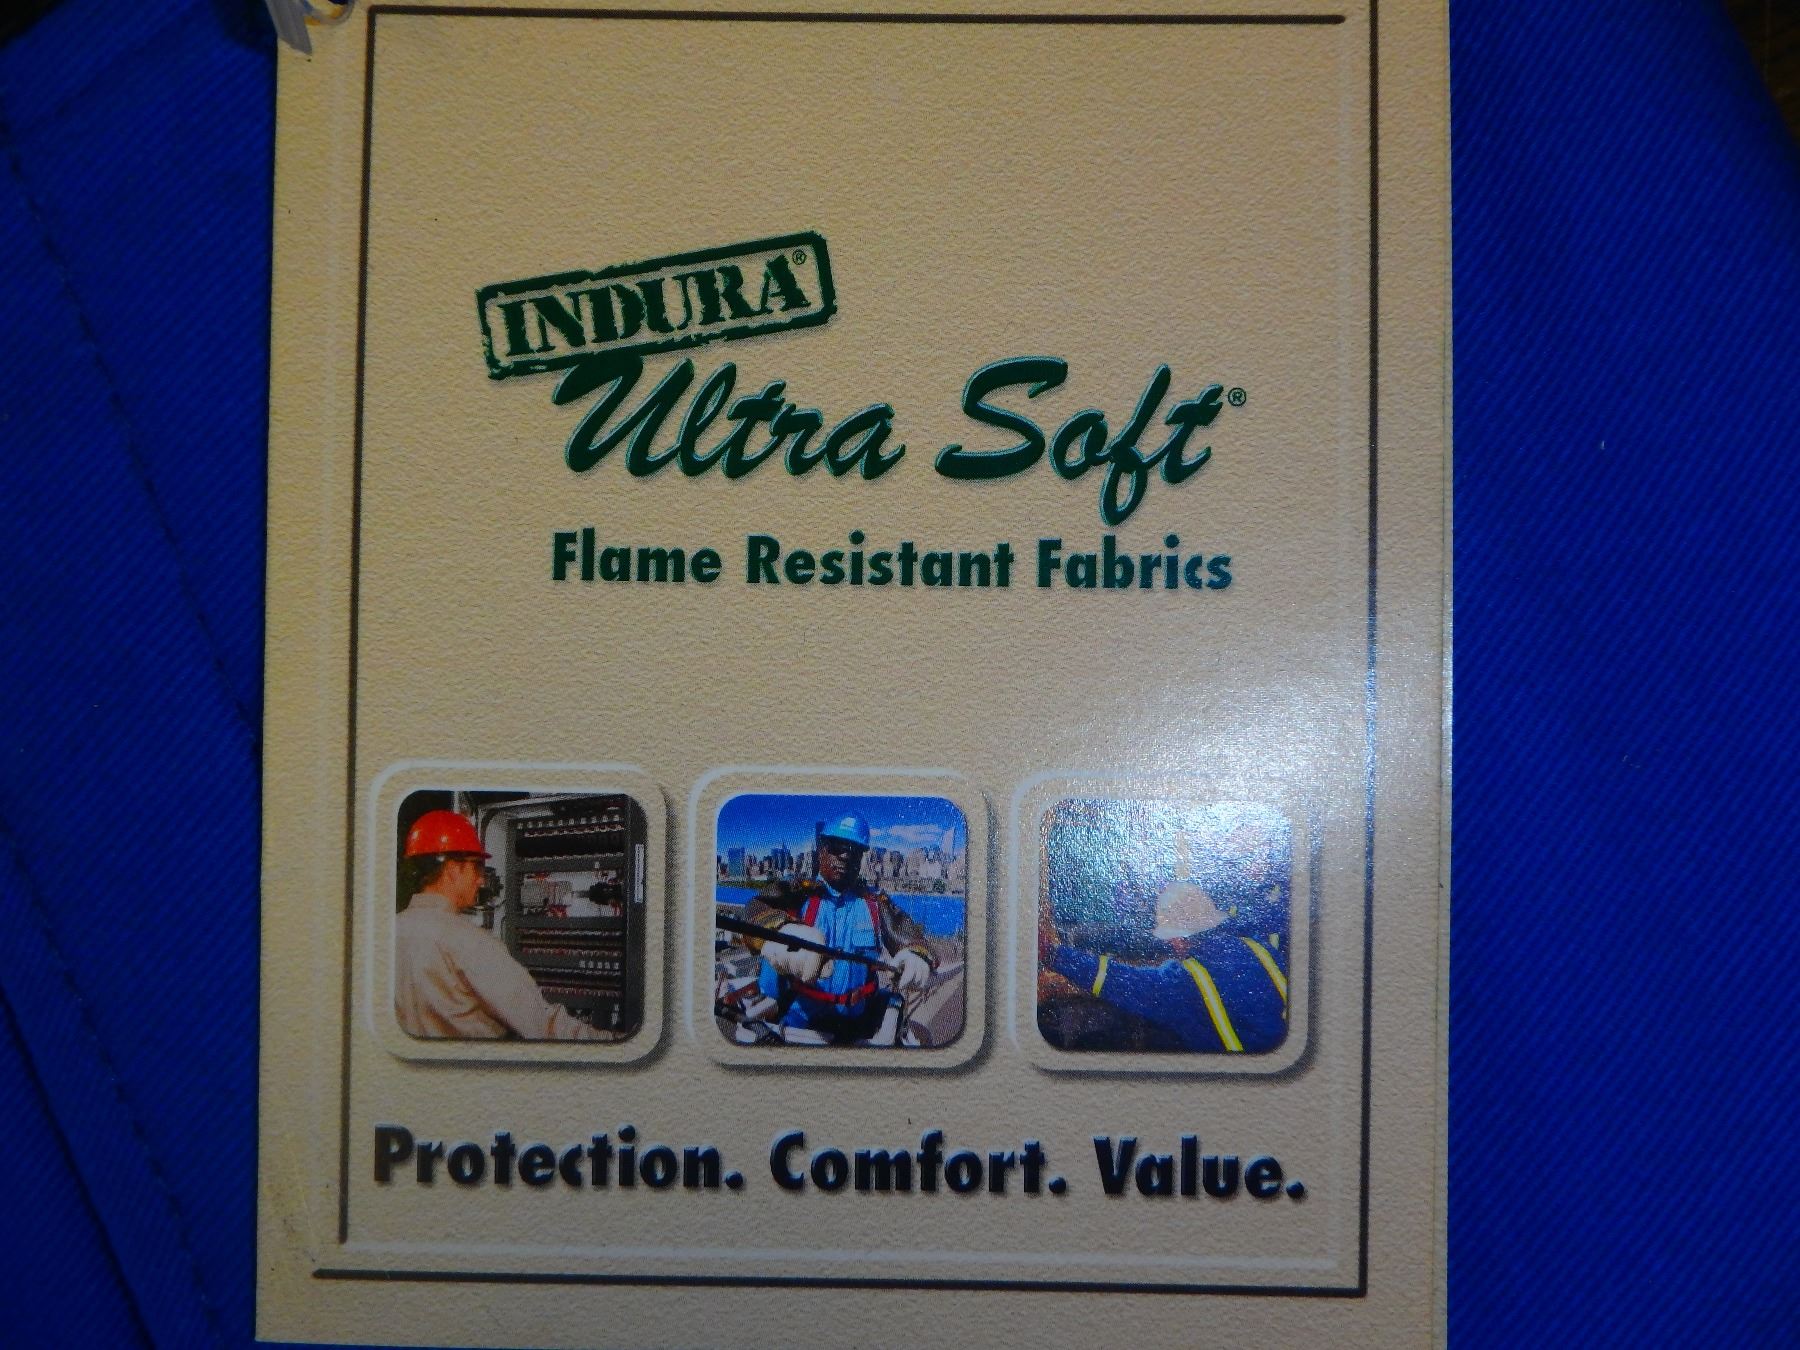 INDURA®
Ultra Soft®
Flame Resistant Fabrics
Protection. Comfort. Value.